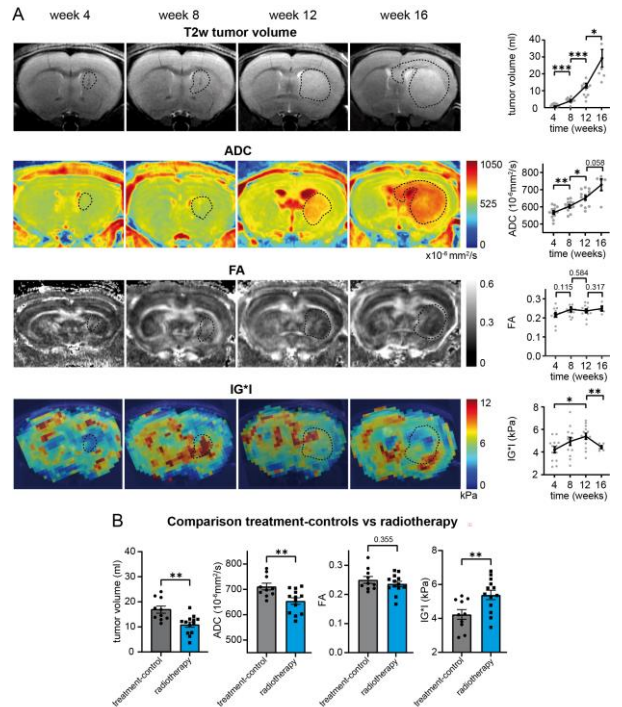 A
week 4 week 8 week 12 week 16
T2w tumor volume
tumor volume (ml)
30
20
10
0
***
***
*
4 8 12 16
time (weeks)
ADC
1050
525
0
x10⁻⁶ mm²/s
ADC (10⁻⁶mm²/s)
800
700
600
500
**
*
0.058
4 8 12 16
time (weeks)
FA
0.6
0.3
0
FA
0.3
0.2
0.1
0.0
0.115
0.584
0.317
4 8 12 16
time (weeks)
IG*I
12
6
0
kPa
IG*I (kPa)
8
6
4
2
*
**
4 8 12 16
time (weeks)
B Comparison treatment-controls vs radiotherapy
tumor volume (ml)
40
30
20
10
0
**
treatment-control
radiotherapy
ADC (10⁻⁶mm²/s)
800
700
600
500
**
treatment-control
radiotherapy
FA
0.4
0.3
0.2
0.1
0.0
0.355
treatment-control
radiotherapy
IG*I (kPa)
8
6
4
2
**
treatment-control
radiotherapy